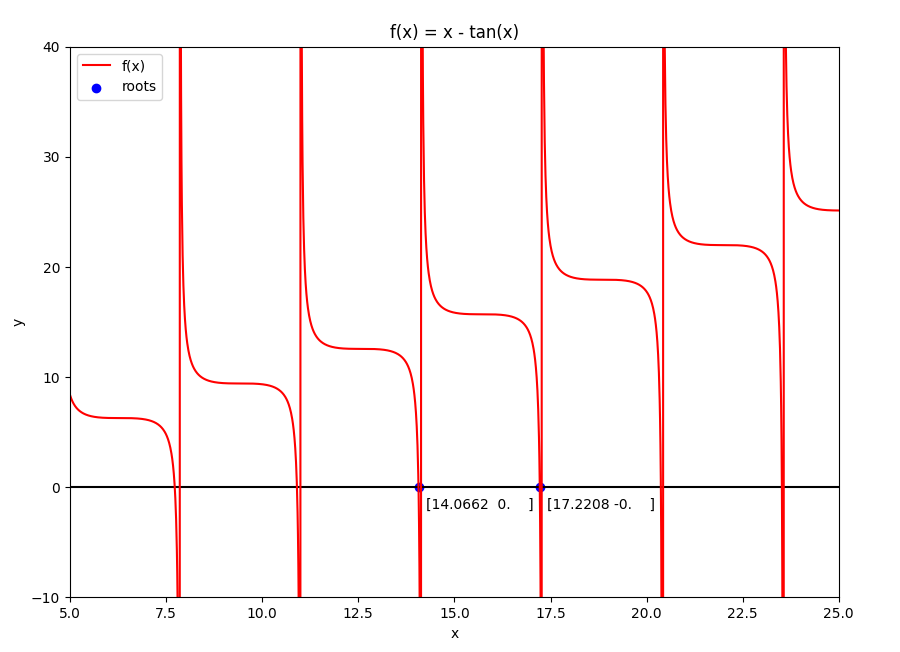 f(x) = x - tan(x)
f(x)
roots
40
30
20
10
0
−10
y
[14.0662  0.    ]
[17.2208 -0.    ]
5.0
7.5
10.0
12.5
15.0
17.5
20.0
22.5
25.0
x